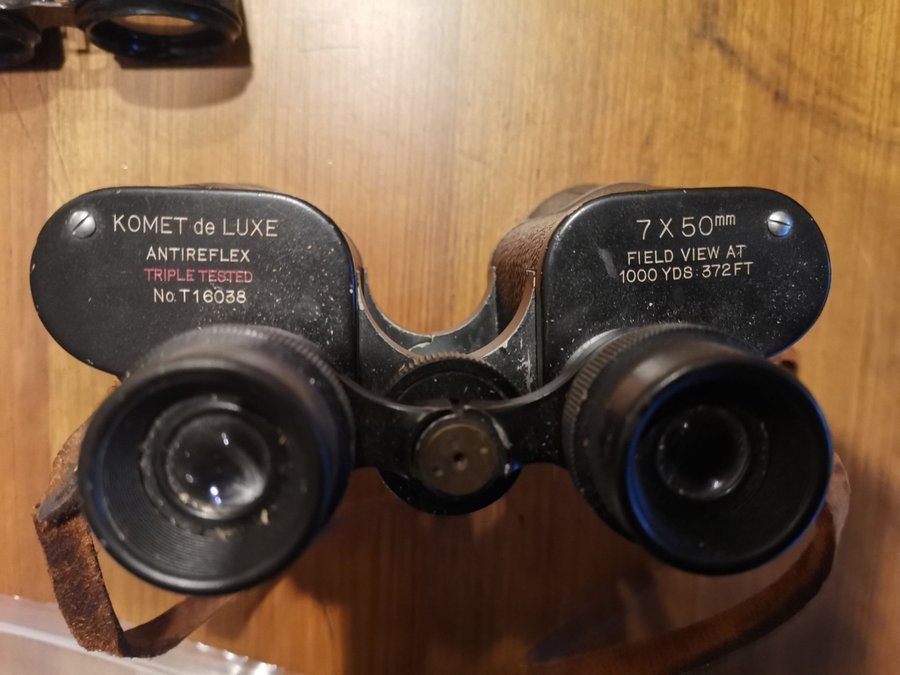 KOMET de LUXE
ANTIREFLEX
TRIPLE TESTED
No. T16038
7 X 50mm
FIELD VIEW AT
1000 YDS: 372 FT